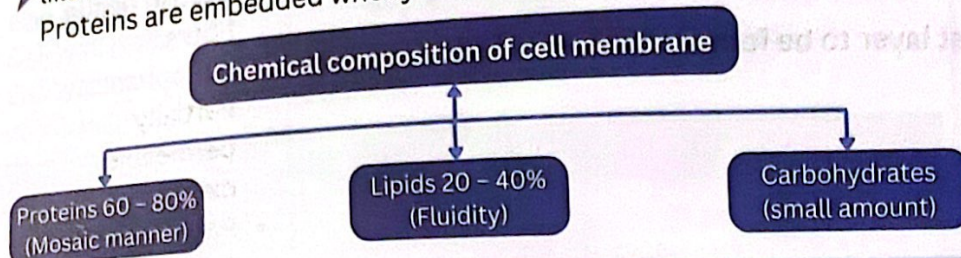 Proteins are embedded
Chemical composition of cell membrane
Proteins 60 – 80%
(Mosaic manner)
Lipids 20 – 40%
(Fluidity)
Carbohydrates
(small amount)